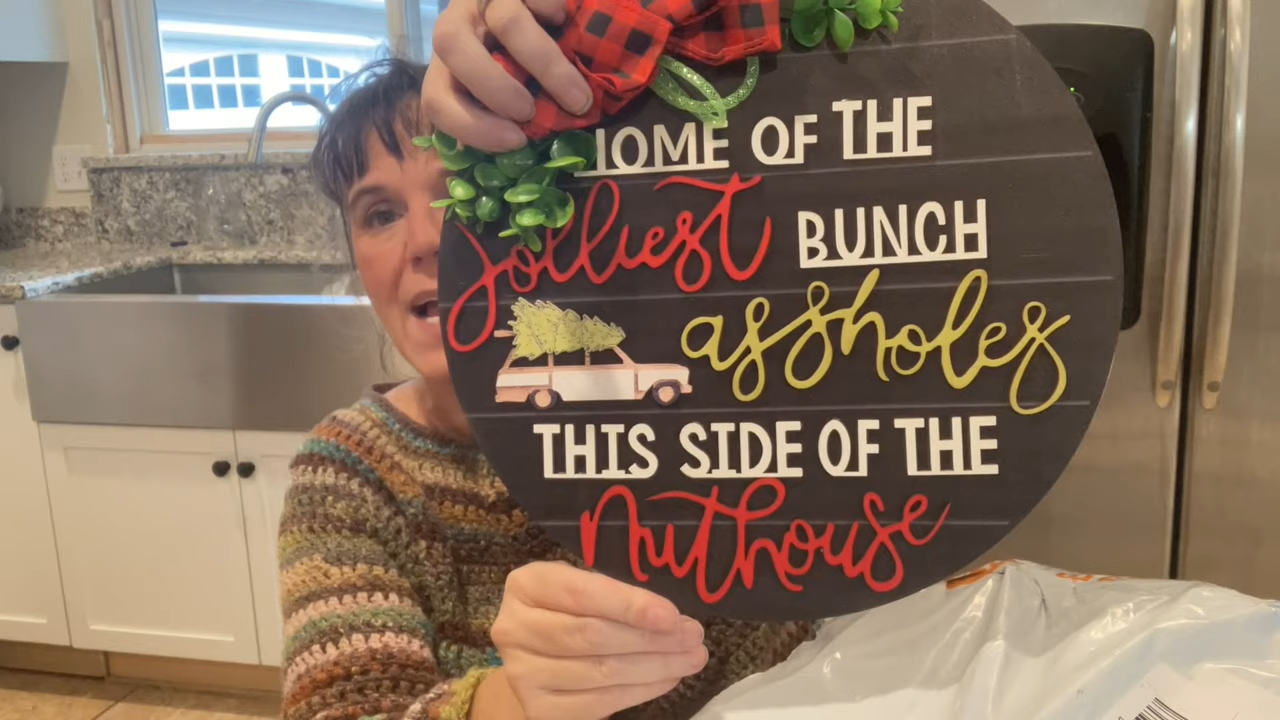 HOME OF THE
Jolliest BUNCH
assholes
THIS SIDE OF THE
Nuthouse